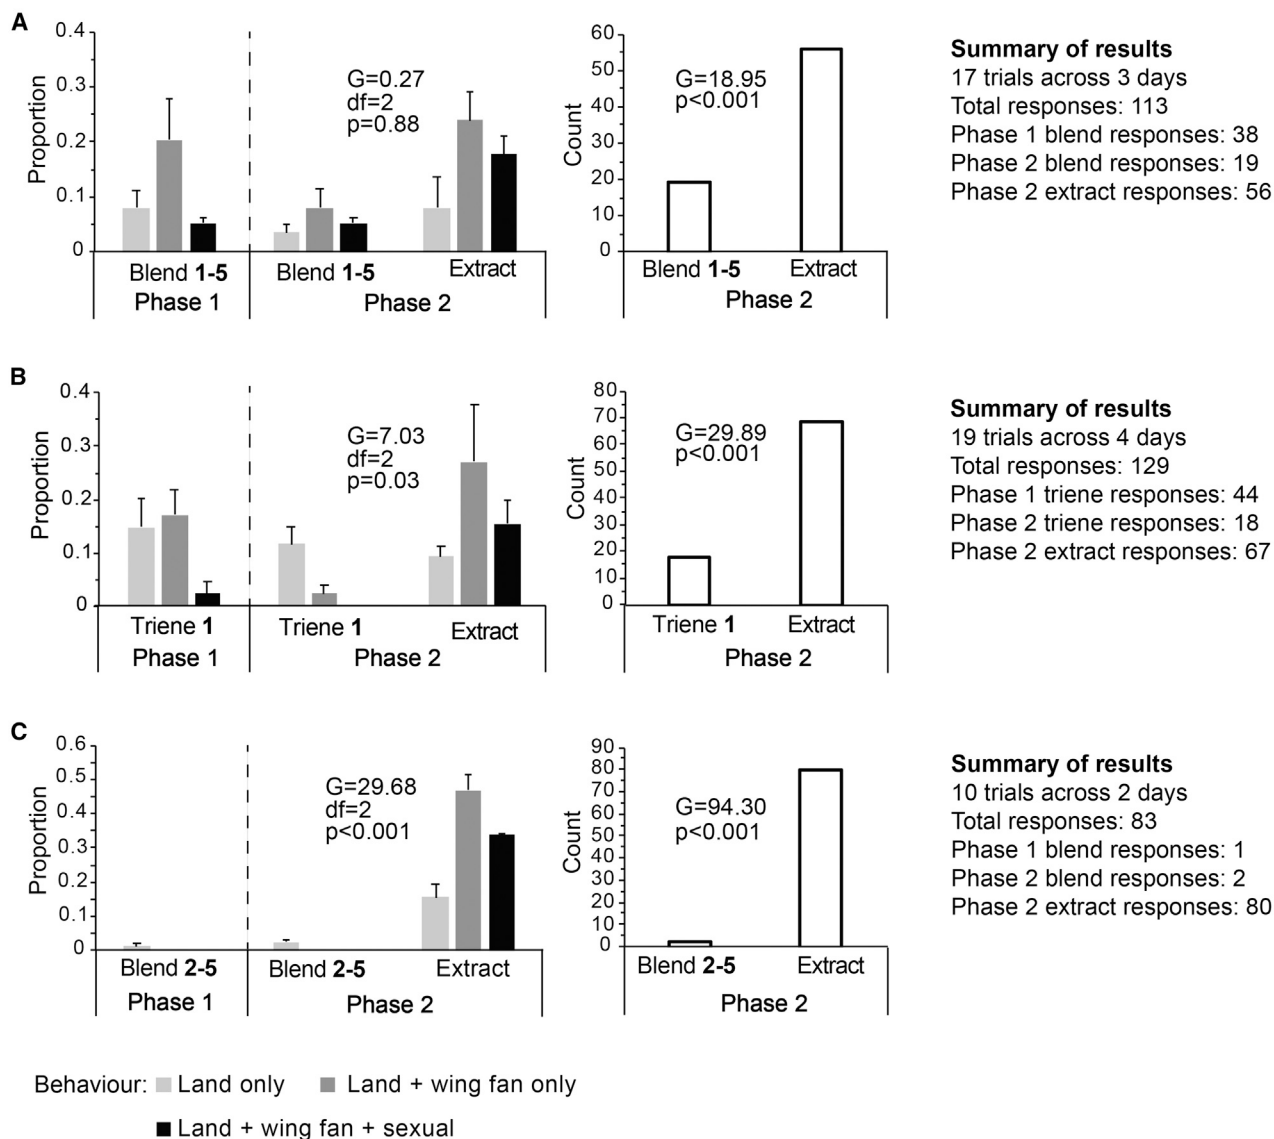 A
0.4
0.3
0.2
0.1
0
Proportion
G=0.27
df=2
p=0.88
Blend 1-5
Phase 1
Blend 1-5
Extract
Phase 2
60
50
40
30
20
10
0
Count
G=18.95
p<0.001
Blend 1-5
Extract
Phase 2
Summary of results
17 trials across 3 days
Total responses: 113
Phase 1 blend responses: 38
Phase 2 blend responses: 19
Phase 2 extract responses: 56
B
0.4
0.3
0.2
0.1
0
Proportion
G=7.03
df=2
p=0.03
Triene 1
Phase 1
Triene 1
Extract
Phase 2
80
70
60
50
40
30
20
10
0
Count
G=29.89
p<0.001
Triene 1
Extract
Phase 2
Summary of results
19 trials across 4 days
Total responses: 129
Phase 1 triene responses: 44
Phase 2 triene responses: 18
Phase 2 extract responses: 67
C
0.6
0.5
0.4
0.3
0.2
0.1
0
Proportion
G=29.68
df=2
p<0.001
Blend 2-5
Phase 1
Blend 2-5
Extract
Phase 2
90
80
70
60
50
40
30
20
10
0
Count
G=94.30
p<0.001
Blend 2-5
Extract
Phase 2
Summary of results
10 trials across 2 days
Total responses: 83
Phase 1 blend responses: 1
Phase 2 blend responses: 2
Phase 2 extract responses: 80
Behaviour: Land only Land + wing fan only
Land + wing fan + sexual